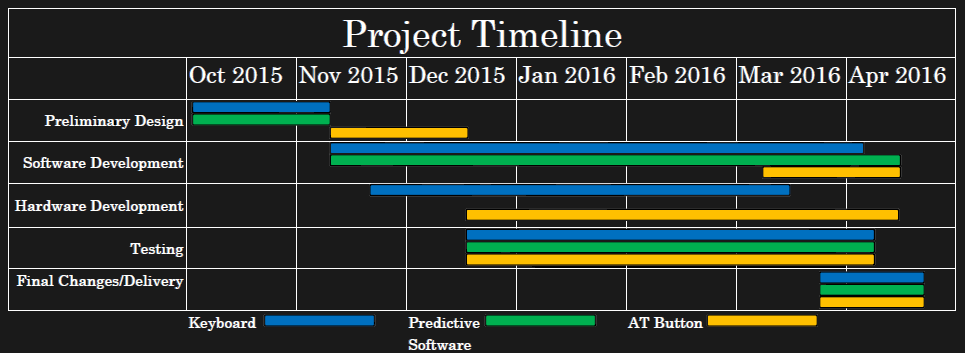 Project Timeline
Oct 2015 Nov 2015 Dec 2015 Jan 2016 Feb 2016 Mar 2016 Apr 2016
Preliminary Design
Software Development
Hardware Development
Testing
Final Changes/Delivery
Keyboard Predictive AT Button
Software